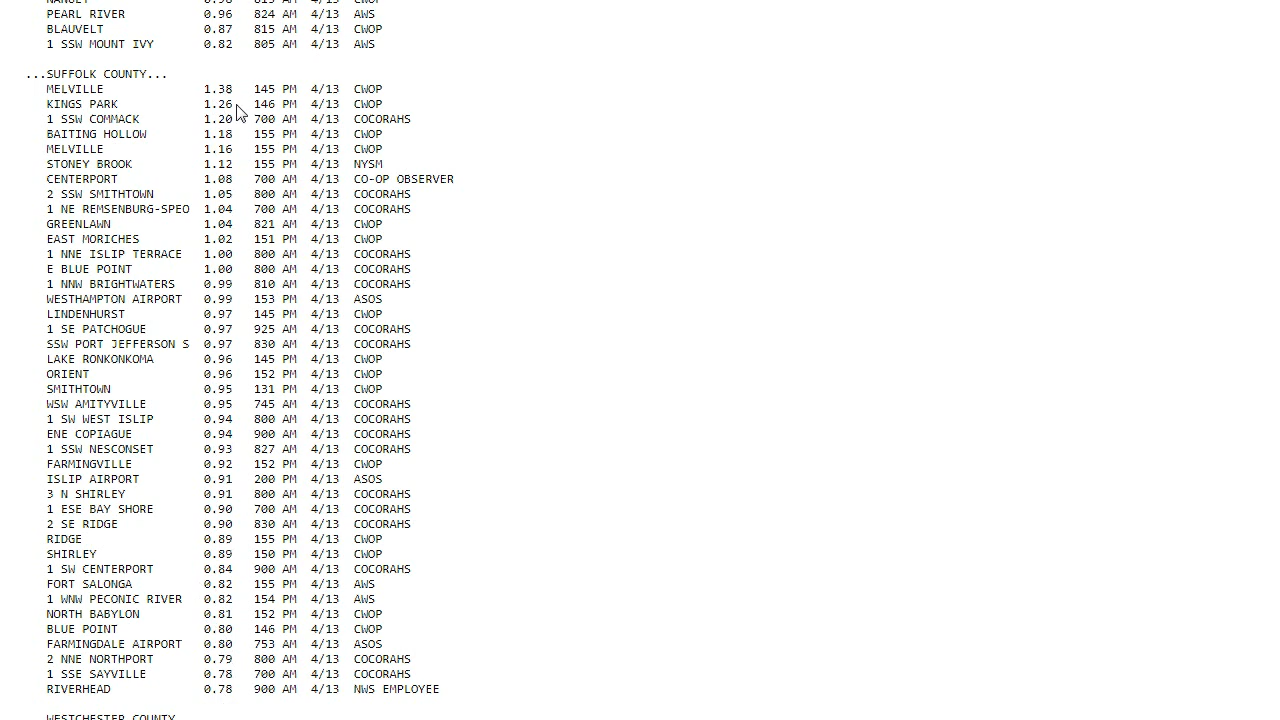 NANUET 0.98 815 AM 4/13 CWOP
PEARL RIVER 0.96 824 AM 4/13 AWS
BLAUVELT 0.87 815 AM 4/13 CWOP
1 SSW MOUNT IVY 0.82 805 AM 4/13 AWS
...SUFFOLK COUNTY...
MELVILLE 1.38 145 PM 4/13 CWOP
KINGS PARK 1.26 146 PM 4/13 CWOP
1 SSW COMMACK 1.20 700 AM 4/13 COCORAHS
BAITING HOLLOW 1.18 155 PM 4/13 CWOP
MELVILLE 1.16 155 PM 4/13 CWOP
STONEY BROOK 1.12 155 PM 4/13 NYSM
CENTERPORT 1.08 700 AM 4/13 CO-OP OBSERVER
2 SSW SMITHTOWN 1.05 800 AM 4/13 COCORAHS
1 NE REMSENBURG-SPEO 1.04 700 AM 4/13 COCORAHS
GREENLAWN 1.04 821 AM 4/13 CWOP
EAST MORICHES 1.02 151 PM 4/13 CWOP
1 NNE ISLIP TERRACE 1.00 800 AM 4/13 COCORAHS
E BLUE POINT 1.00 800 AM 4/13 COCORAHS
1 NNW BRIGHTWATERS 0.99 810 AM 4/13 COCORAHS
WESTHAMPTON AIRPORT 0.99 153 PM 4/13 ASOS
LINDENHURST 0.97 145 PM 4/13 CWOP
1 SE PATCHOGUE 0.97 925 AM 4/13 COCORAHS
SSW PORT JEFFERSON S 0.97 830 AM 4/13 COCORAHS
LAKE RONKONKOMA 0.96 145 PM 4/13 CWOP
ORIENT 0.96 152 PM 4/13 CWOP
SMITHTOWN 0.95 131 PM 4/13 CWOP
WSW AMITYVILLE 0.95 745 AM 4/13 COCORAHS
1 SW WEST ISLIP 0.94 800 AM 4/13 COCORAHS
ENE COPIAGUE 0.94 900 AM 4/13 COCORAHS
1 SSW NESCONSET 0.93 827 AM 4/13 COCORAHS
FARMINGVILLE 0.92 152 PM 4/13 CWOP
ISLIP AIRPORT 0.91 200 PM 4/13 ASOS
3 N SHIRLEY 0.91 800 AM 4/13 COCORAHS
1 ESE BAY SHORE 0.90 700 AM 4/13 COCORAHS
2 SE RIDGE 0.90 830 AM 4/13 COCORAHS
RIDGE 0.89 155 PM 4/13 CWOP
SHIRLEY 0.89 150 PM 4/13 CWOP
1 SW CENTERPORT 0.84 900 AM 4/13 COCORAHS
FORT SALONGA 0.82 155 PM 4/13 AWS
1 WNW PECONIC RIVER 0.82 154 PM 4/13 AWS
NORTH BABYLON 0.81 152 PM 4/13 CWOP
BLUE POINT 0.80 146 PM 4/13 CWOP
FARMINGDALE AIRPORT 0.80 753 AM 4/13 ASOS
2 NNE NORTHPORT 0.79 800 AM 4/13 COCORAHS
1 SSE SAYVILLE 0.78 700 AM 4/13 COCORAHS
RIVERHEAD 0.78 900 AM 4/13 NWS EMPLOYEE
WESTCHESTER COUNTY